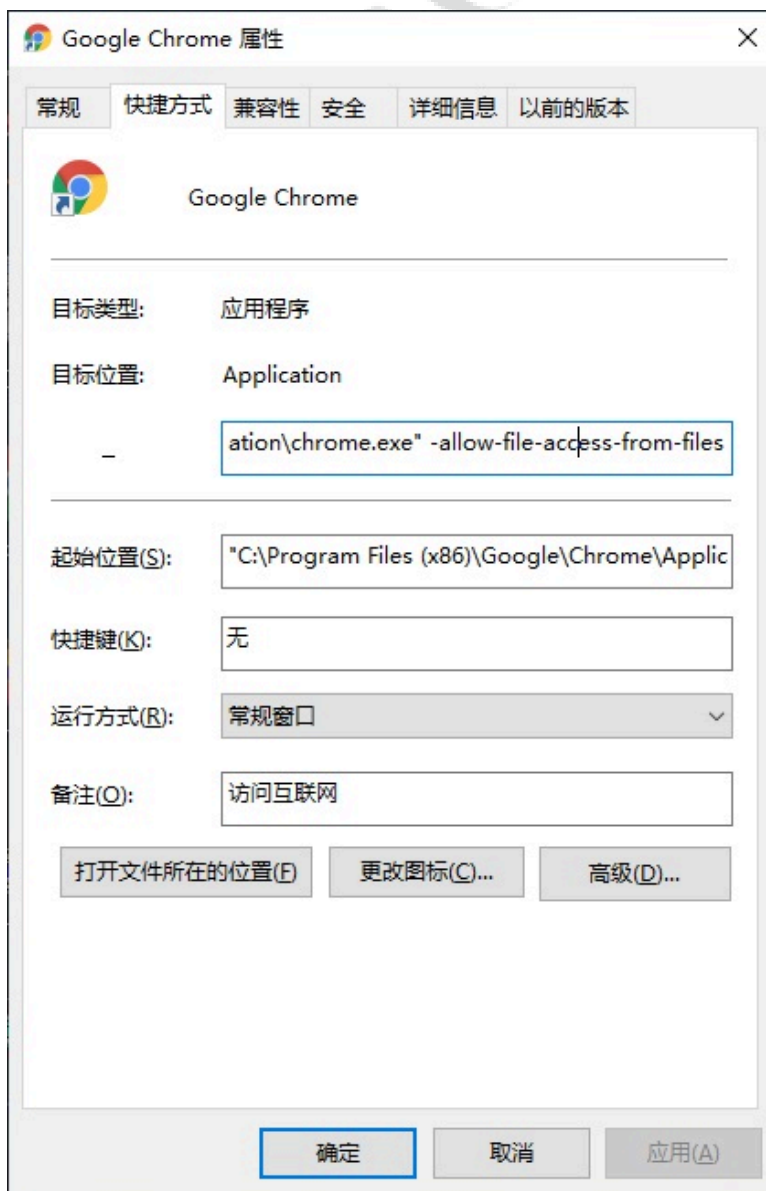 Google Chrome 属性
常规 快捷方式 兼容性 安全 详细信息 以前的版本
Google Chrome
目标类型: 应用程序
目标位置: Application
ation\chrome.exe" -allow-file-access-from-files
起始位置(S): "C:\Program Files (x86)\Google\Chrome\Applic
快捷键(K): 无
运行方式(R): 常规窗口
备注(O): 访问互联网
打开文件所在的位置(F) 更改图标(C)... 高级(D)...
确定 取消 应用(A)